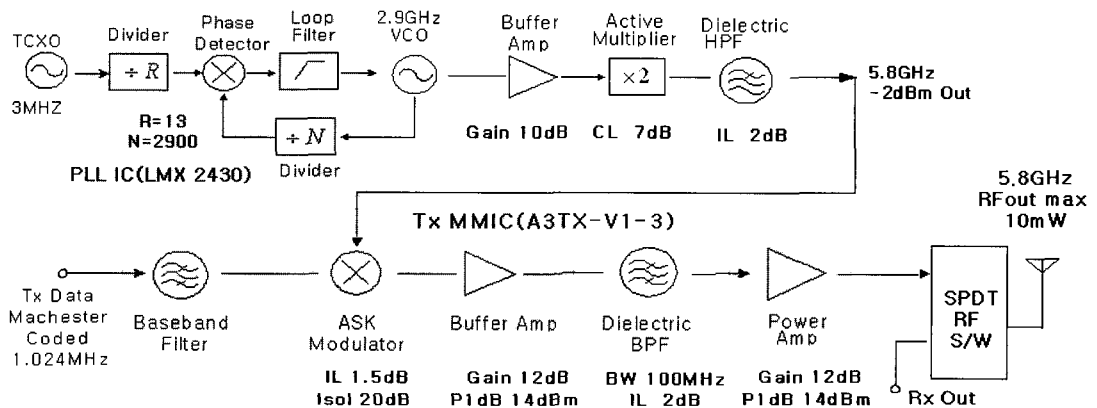 TCXO
3MHZ
Divider
÷ R
R=13
N=2900
PLL IC(LMX 2430)
Phase
Detector
Loop
Filter
÷ N
Divider
2.9GHz
VCO
Buffer
Amp
Gain 10dB
Active
Multiplier
×2
CL 7dB
Dielectric
HPF
IL 2dB
5.8GHz
-2dBm Out
Tx MMIC(A3TX-V1-3)
5.8GHz
RFout max
10mW
Tx Data
Machester
Coded
1.024MHz
Baseband
Filter
ASK
Modulator
IL 1.5dB
Isol 20dB
Buffer Amp
Gain 12dB
P1dB 14dBm
Dielectric
BPF
BW 100MHz
IL 2dB
Power
Amp
Gain 12dB
P1dB 14dBm
SPDT
RF
S/W
Rx Out